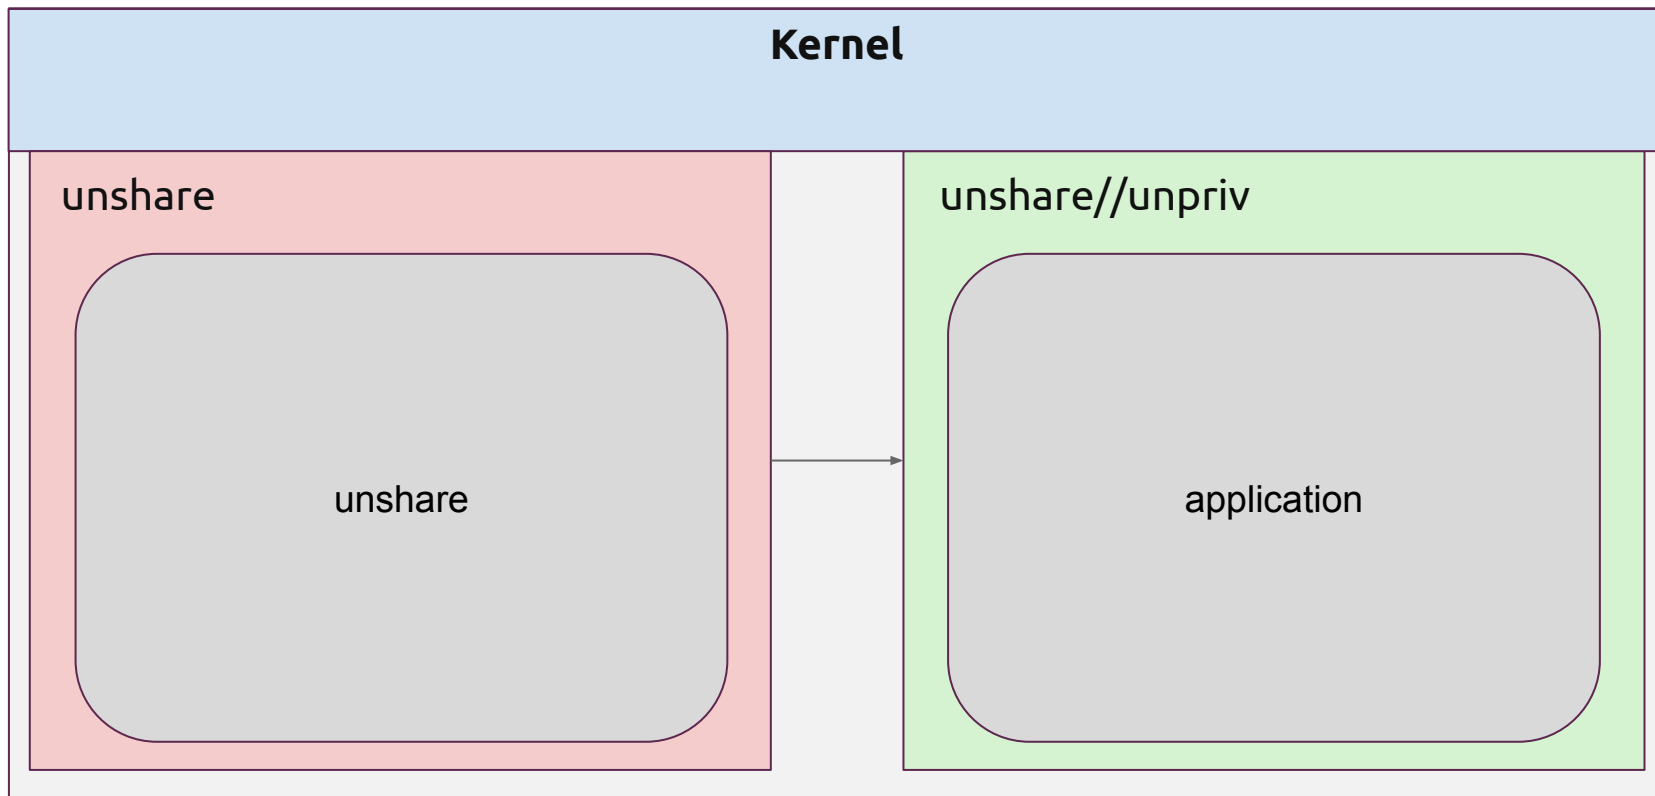 Kernel
unshare
unshare//unpriv
unshare
application